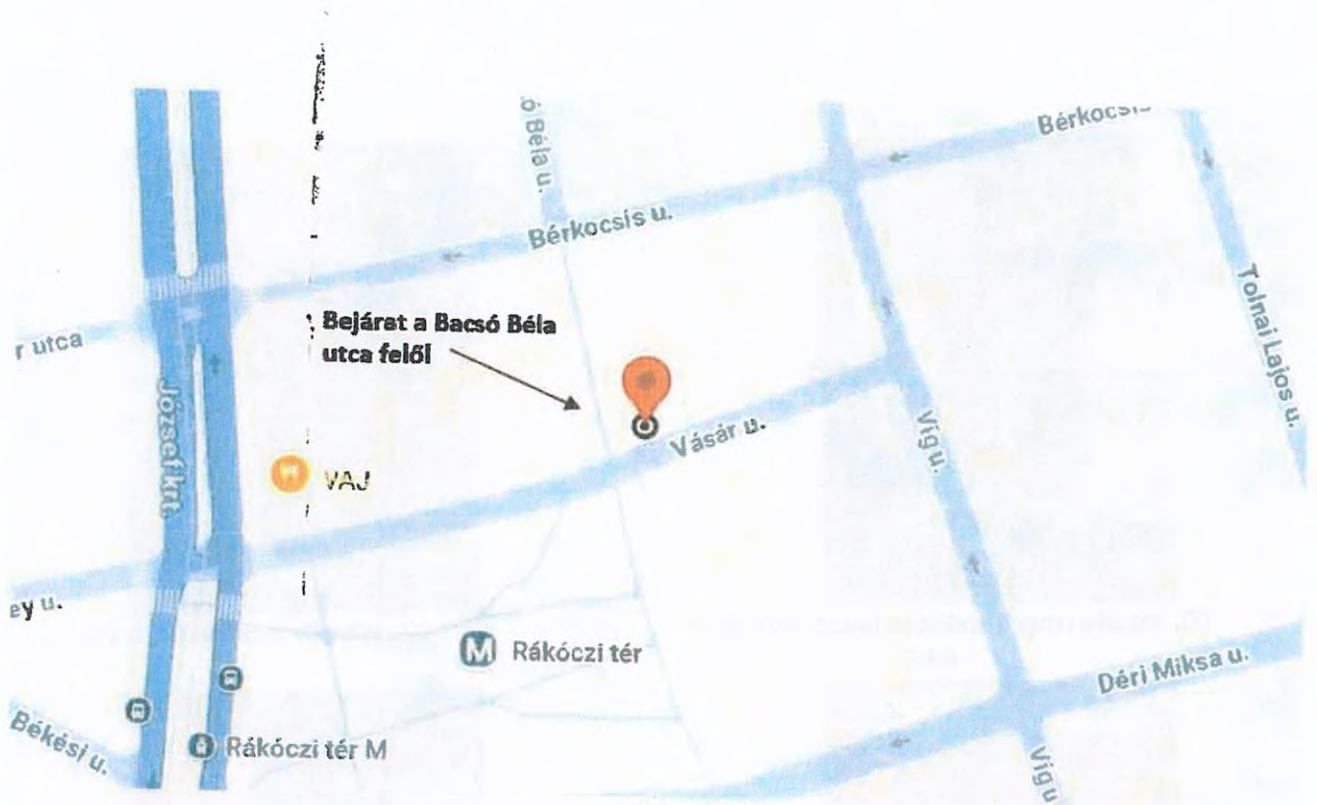 ó Béla u.
Bérkocsis
Bérkocsis u.
Tolnai Lajos u.
Bejárat a Bacsó Béla
utca felől
r utca
József krt.
Vásár u.
Víg u.
VAJ
ey u.
M Rákóczi tér
Déri Miksa u.
Békési u.
Rákóczi tér M
Víg u